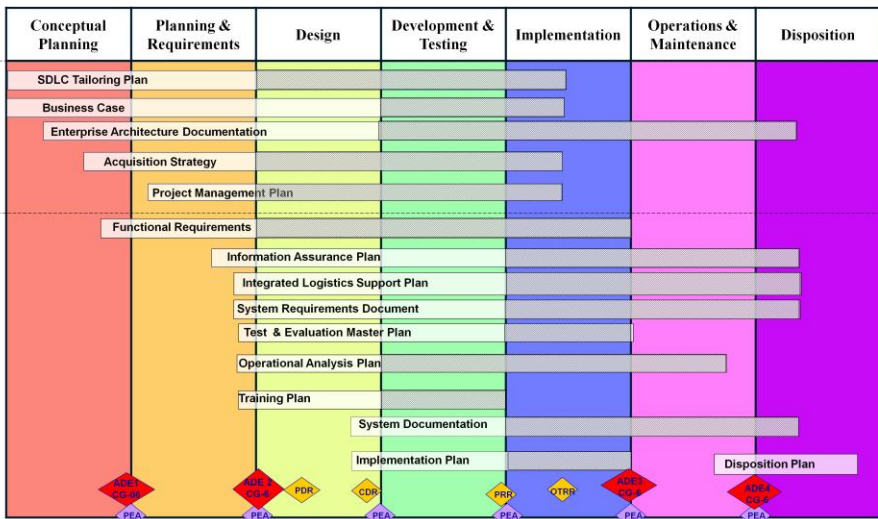 Conceptual
Planning
Planning &
Requirements
Design
Development &
Testing
Implementation
Operations &
Maintenance
Disposition
SDLC Tailoring Plan
Business Case
Enterprise Architecture Documentation
Acquisition Strategy
Project Management Plan
Functional Requirements
Information Assurance Plan
Integrated Logistics Support Plan
System Requirements Document
Test & Evaluation Master Plan
Operational Analysis Plan
Training Plan
System Documentation
Implementation Plan
Disposition Plan
ADE1
CG-66
ADE 2
CG-6
PDR
CDR
PRR
OTRR
ADE3
CG-6
ADE4
CG-6
PEA
PEA
PEA
PEA
PEA
PEA